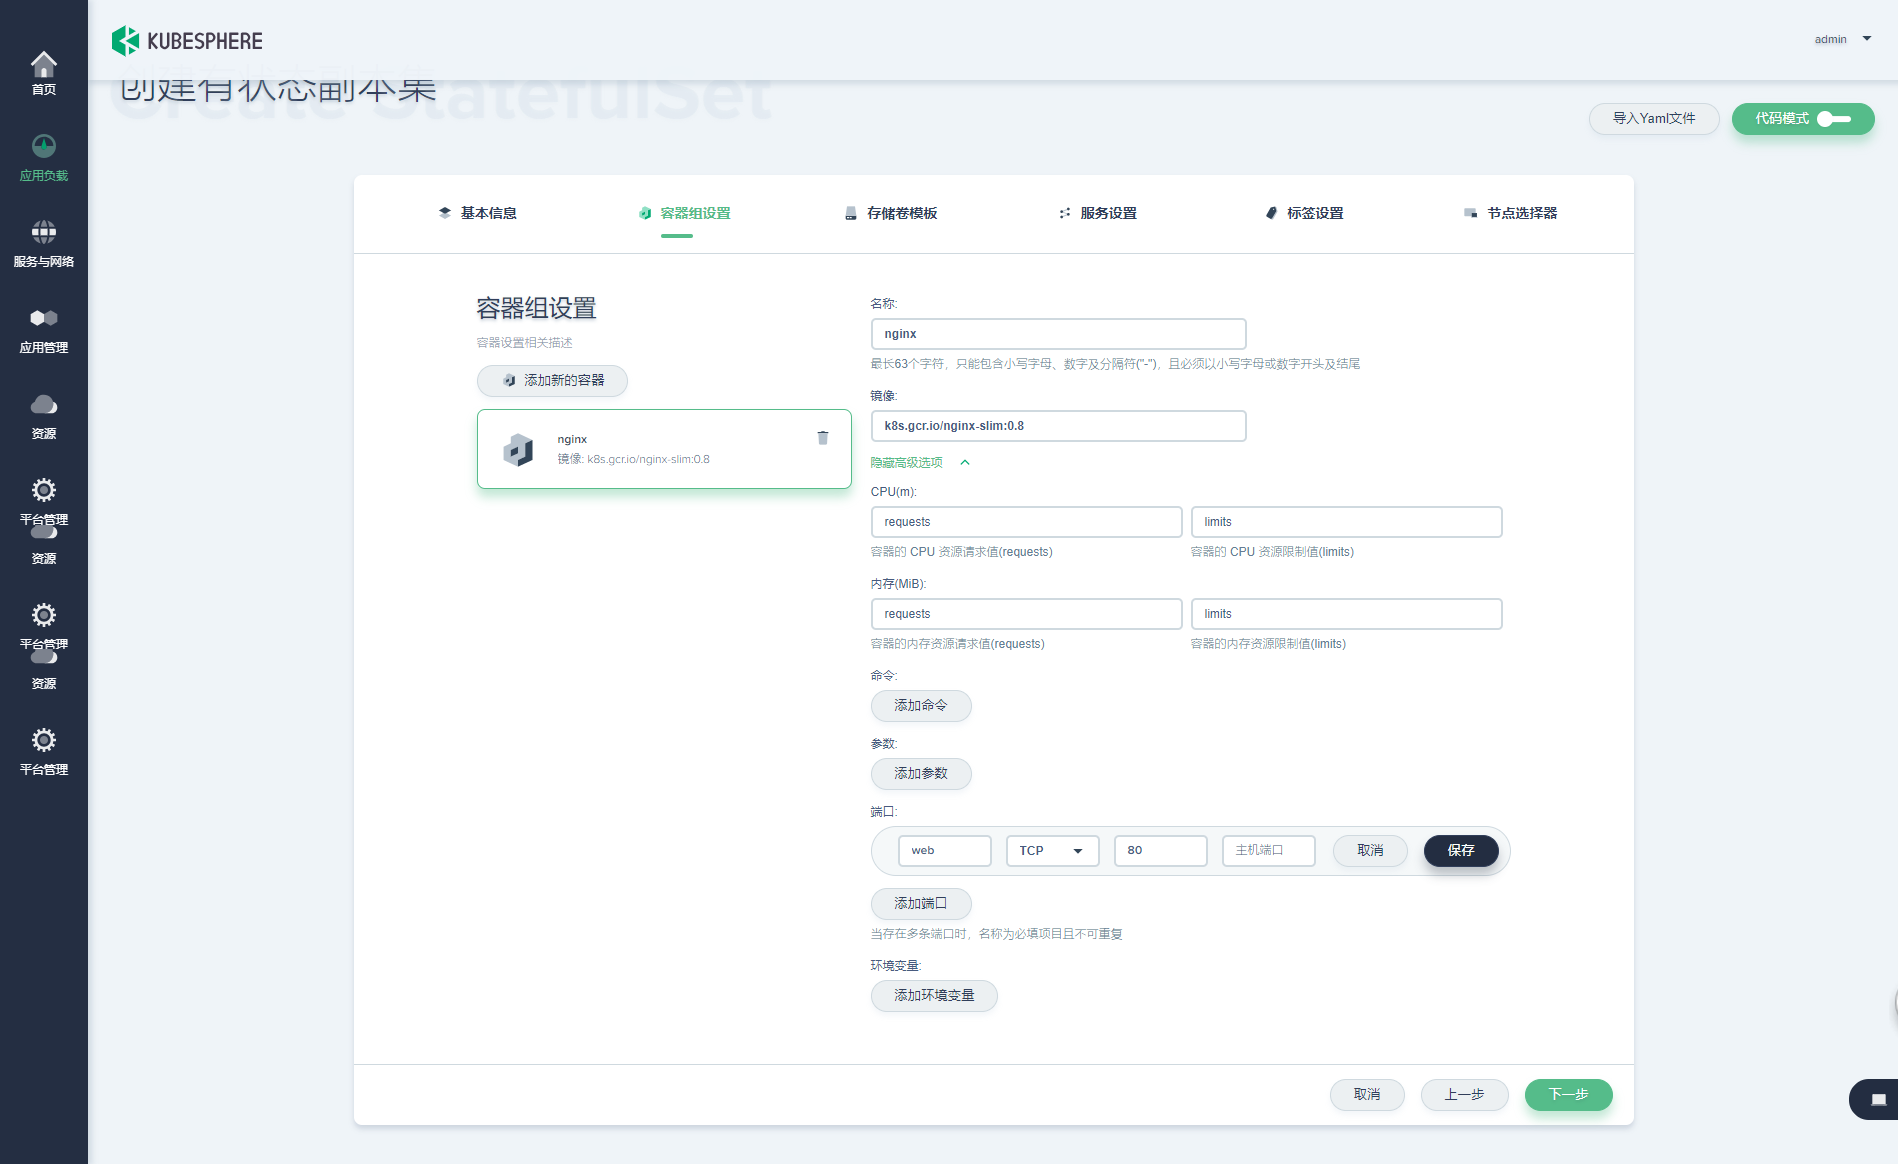 KUBESPHERE
admin
首页
应用负载
服务与网络
应用管理
资源
平台管理
资源
平台管理
资源
平台管理
Create StatefulSet
创建有状态副本集
导入Yaml文件
代码模式
基本信息
容器组设置
存储卷模板
服务设置
标签设置
节点选择器
容器组设置
容器设置相关描述
添加新的容器
nginx
镜像: k8s.gcr.io/nginx-slim:0.8
名称:
nginx
最长63个字符，只能包含小写字母、数字及分隔符("-")，且必须以小写字母或数字开头及结尾
镜像:
k8s.gcr.io/nginx-slim:0.8
隐藏高级选项
CPU(m):
requests
limits
容器的 CPU 资源请求值(requests)
容器的 CPU 资源限制值(limits)
内存(MiB):
requests
limits
容器的内存资源请求值(requests)
容器的内存资源限制值(limits)
命令:
添加命令
参数:
添加参数
端口:
web
TCP
80
主机端口
取消
保存
添加端口
当存在多条端口时，名称为必填项目且不可重复
环境变量:
添加环境变量
取消
上一步
下一步